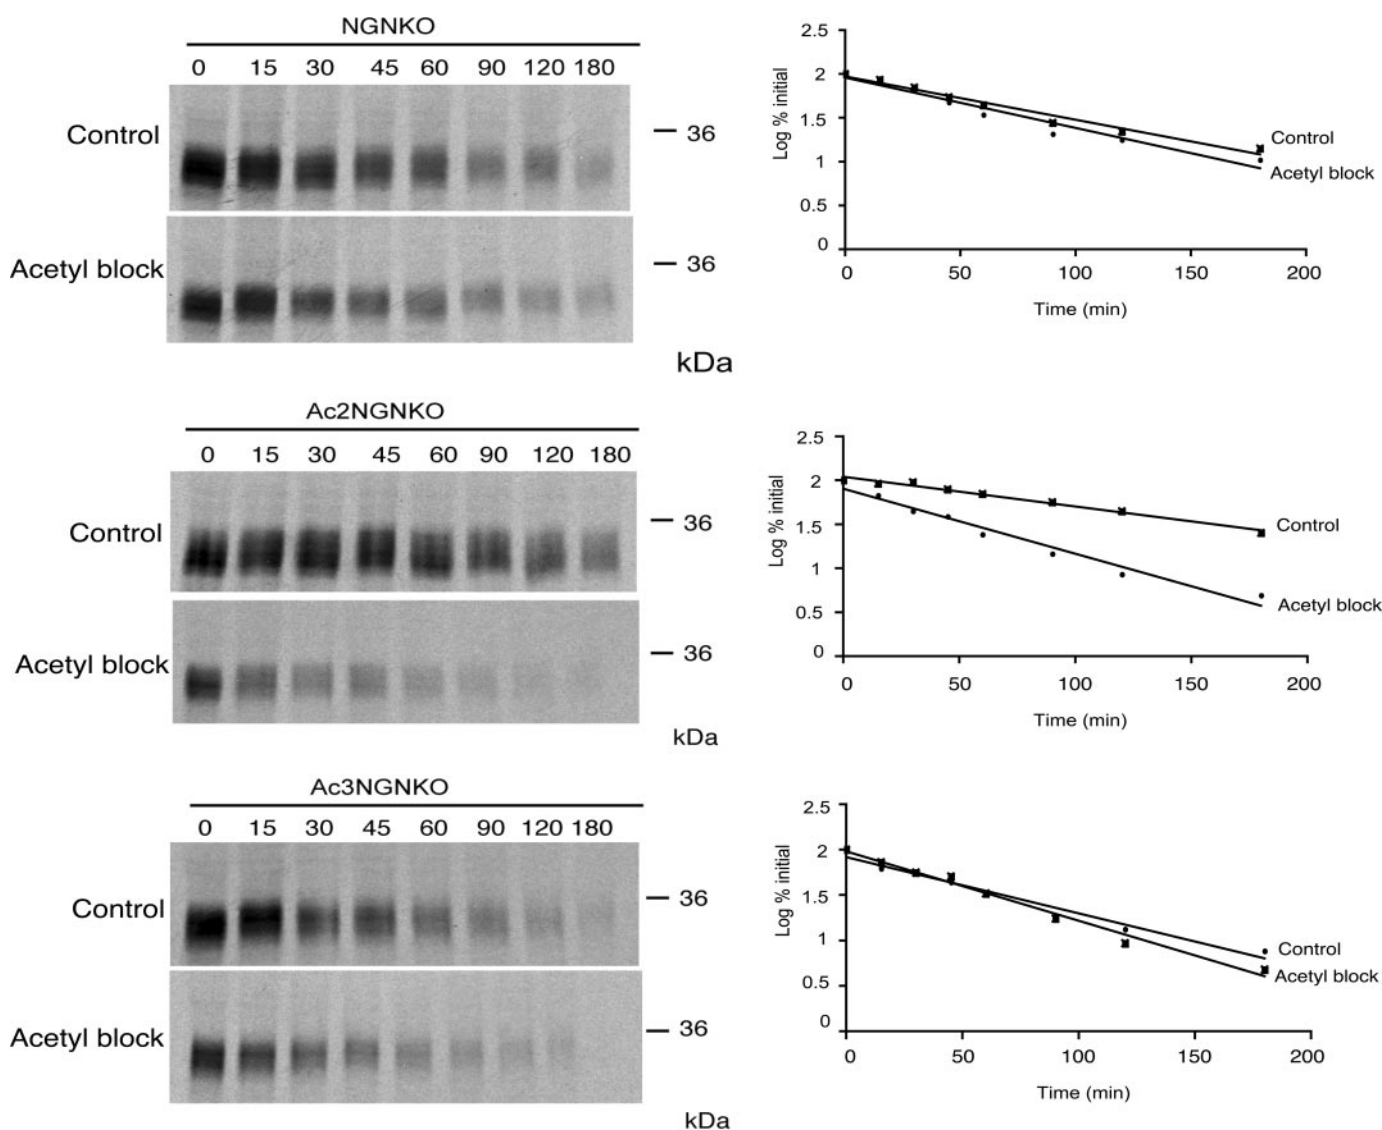 NGNKO
0 15 30 45 60 90 120 180
Control
36
Acetyl block
36
kDa
2.5
2
1.5
1
0.5
0
Log % initial
Control
Acetyl block
0 50 100 150 200
Time (min)
Ac2NGNKO
0 15 30 45 60 90 120 180
Control
36
Acetyl block
36
kDa
2.5
2
1.5
1
0.5
0
Log % initial
Control
Acetyl block
0 50 100 150 200
Time (min)
Ac3NGNKO
0 15 30 45 60 90 120 180
Control
36
Acetyl block
36
kDa
2.5
2
1.5
1
0.5
0
Log % initial
Control
Acetyl block
0 50 100 150 200
Time (min)